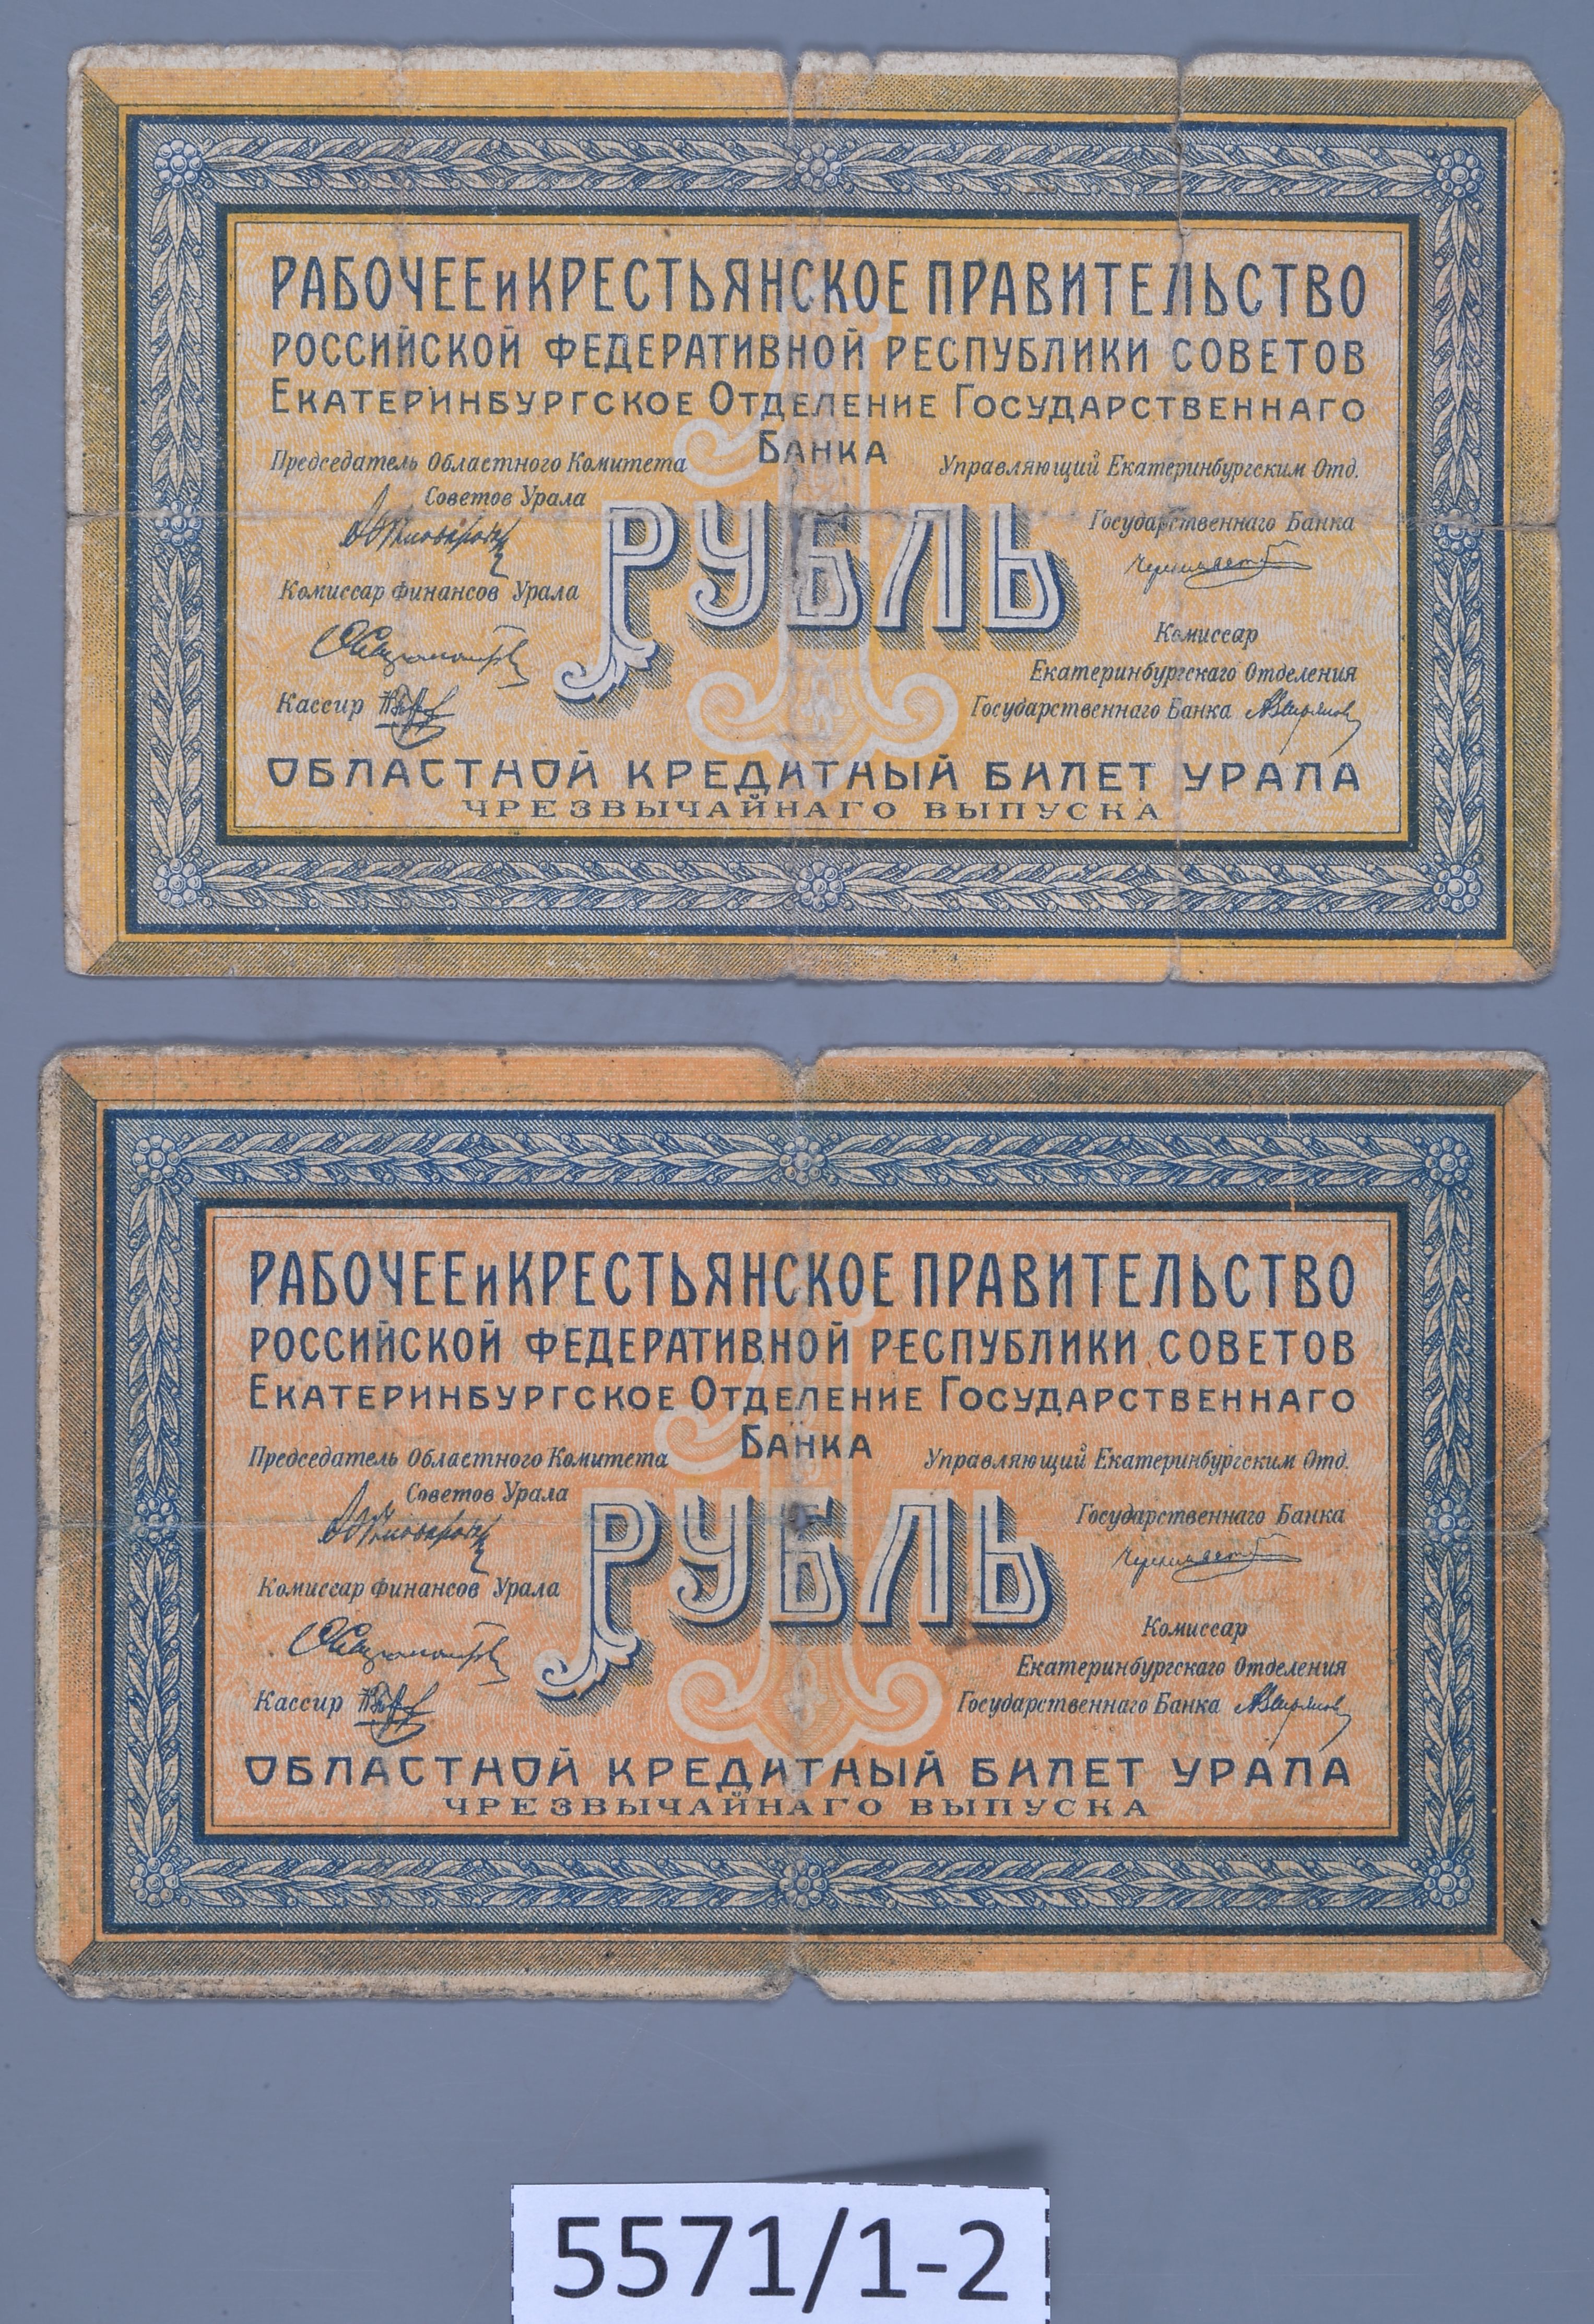 РАБОЧЕЕ и КРЕСТЬЯНСКОЕ ПРАВИТЕЛЬСТВО
РОССИЙСКОЙ ФЕДЕРАТИВНОЙ РЕСПУБЛИКИ СОВЕТОВ
ЕКАТЕРИНБУРГСКОЕ ОТДЕЛЕНИЕ ГОСУДАРСТВЕННАГО
БАНКА
Председатель Областного Комитета
Советов Урала
Комиссар Финансов Урала
Кассир
1
РУБЛЬ
Управляющий Екатеринбургским Отд.
Государственнаго Банка
Комиссар
Екатеринбургскаго Отделения
Государственнаго Банка
ОБЛАСТНОЙ КРЕДИТНЫЙ БИЛЕТ УРАЛА
ЧРЕЗВЫЧАЙНАГО ВЫПУСКА
РАБОЧЕЕ и КРЕСТЬЯНСКОЕ ПРАВИТЕЛЬСТВО
РОССИЙСКОЙ ФЕДЕРАТИВНОЙ РЕСПУБЛИКИ СОВЕТОВ
ЕКАТЕРИНБУРГСКОЕ ОТДЕЛЕНИЕ ГОСУДАРСТВЕННАГО
БАНКА
Председатель Областного Комитета
Советов Урала
Комиссар Финансов Урала
Кассир
1
РУБЛЬ
Управляющий Екатеринбургским Отд.
Государственнаго Банка
Комиссар
Екатеринбургскаго Отделения
Государственнаго Банка
ОБЛАСТНОЙ КРЕДИТНЫЙ БИЛЕТ УРАЛА
ЧРЕЗВЫЧАЙНАГО ВЫПУСКА
5571/1-2